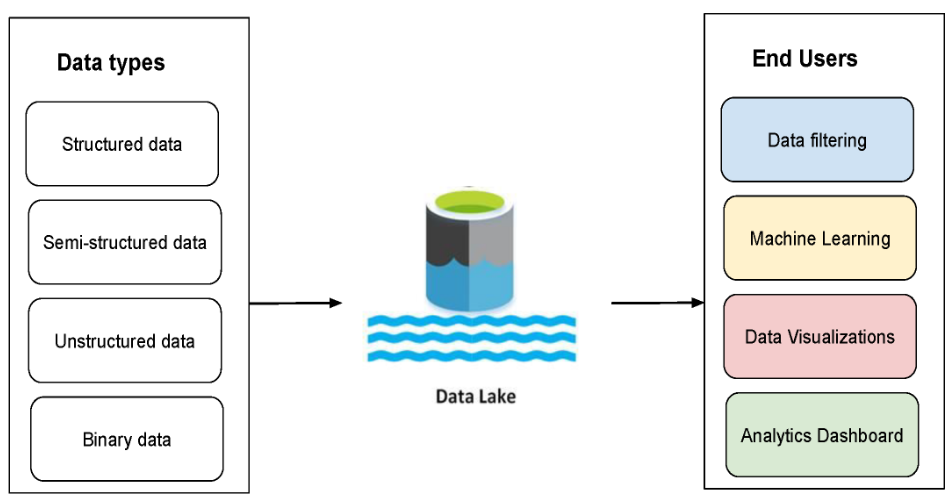 Data types
Structured data
Semi-structured data
Unstructured data
Binary data
Data Lake
End Users
Data filtering
Machine Learning
Data Visualizations
Analytics Dashboard